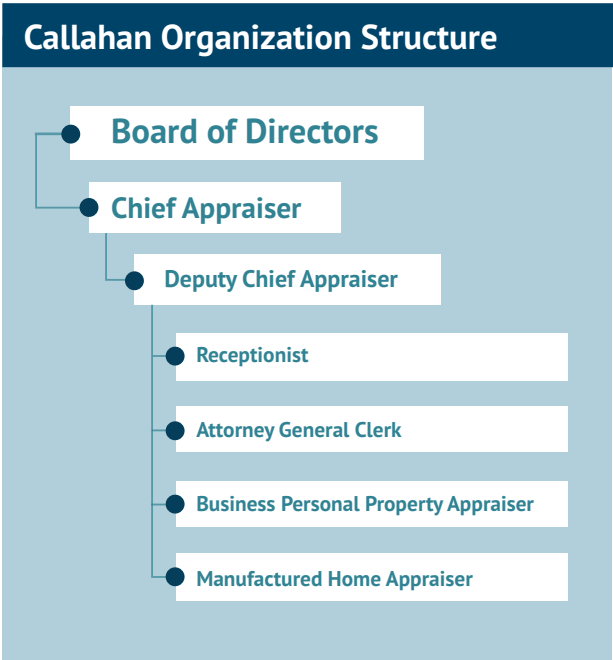 Callahan Organization Structure
Board of Directors
Chief Appraiser
Deputy Chief Appraiser
Receptionist
Attorney General Clerk
Business Personal Property Appraiser
Manufactured Home Appraiser